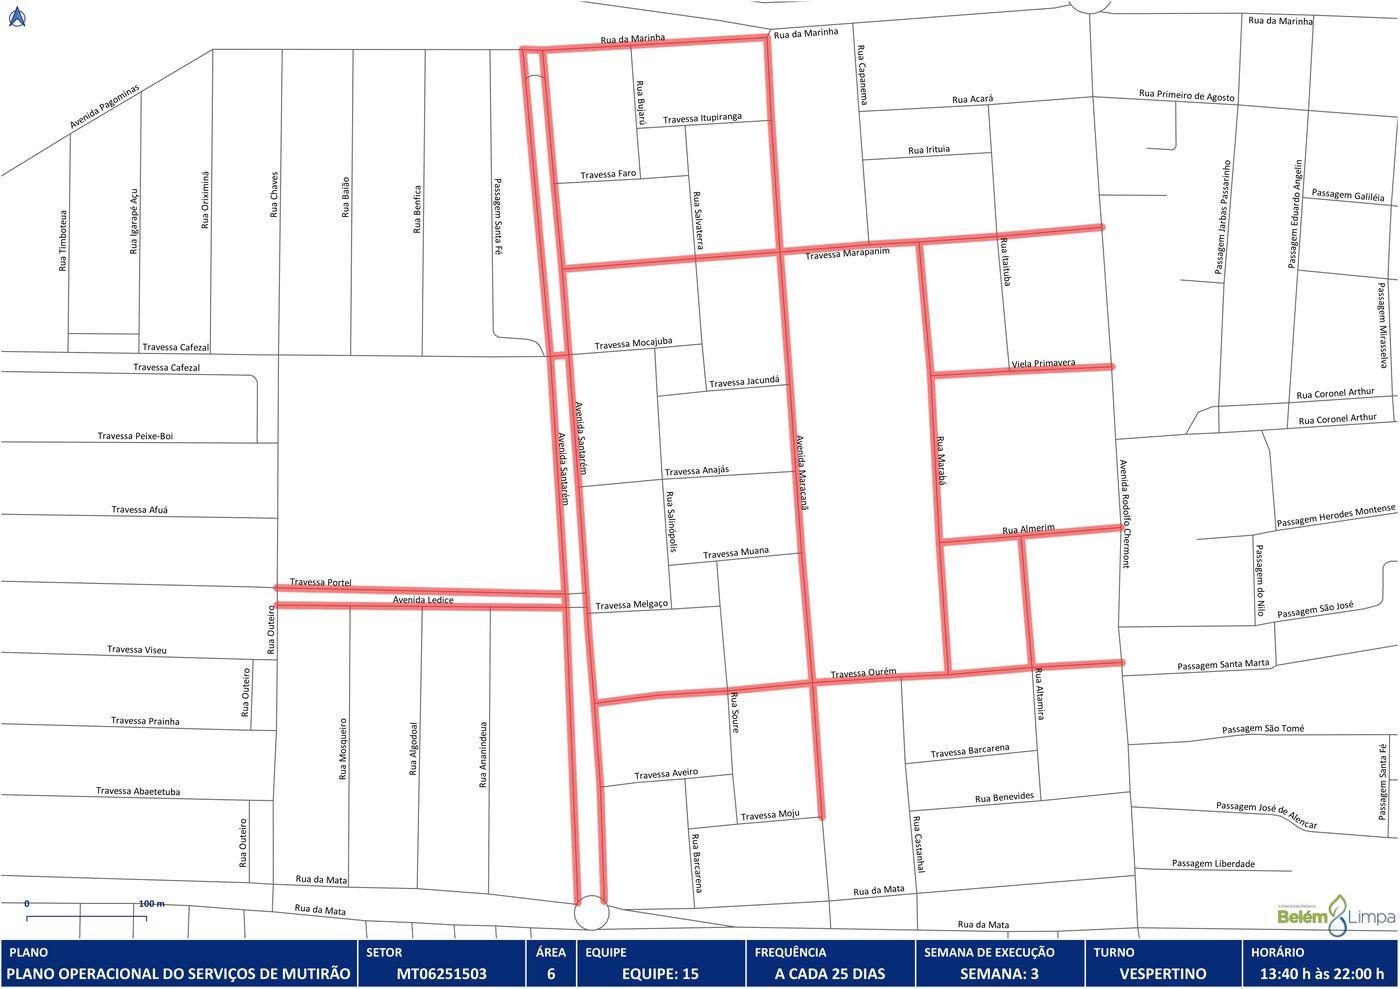 Rua da Marinha
Rua da Marinha
Rua da Marinha
Avenida Pagominas
Rua Capanema
Rua Bujarú
Rua Acará
Rua Primeiro de Agosto
Travessa Itupiranga
Rua Irituia
Travessa Faro
Rua Timboteua
Rua Igarapé Açu
Rua Oriximiná
Rua Chaves
Rua Baião
Rua Benfica
Passagem Santa Fé
Rua Salvaterra
Passagem Jarbas Passarinho
Passagem Eduardo Angelin
Passagem Galiléia
Travessa Marapanim
Rua Itaituba
Passagem Mirasselva
Travessa Cafezal
Travessa Cafezal
Travessa Mocajuba
Travessa Jacundá
Viela Primavera
Rua Coronel Arthur
Rua Coronel Arthur
Travessa Peixe-Boi
Avenida Santarém
Avenida Santarém
Avenida Maracanã
Rua Marabá
Avenida Rodolfo Chermont
Travessa Anajás
Travessa Afuá
Rua Salinópolis
Passagem Herodes Montense
Rua Almerim
Travessa Muana
Passagem do Nilo
Travessa Portel
Avenida Ledice
Travessa Melgaço
Passagem São José
Rua Outeiro
Travessa Viseu
Passagem Santa Marta
Travessa Ourém
Rua Outeiro
Rua Soure
Rua Altamira
Travessa Prainha
Passagem São Tomé
Rua Mosqueiro
Rua Algodoal
Rua Ananindeua
Travessa Barcarena
Passagem Santa Fé
Travessa Aveiro
Travessa Abaetetuba
Rua Benevides
Travessa Moju
Passagem José de Alencar
Rua Outeiro
Rua Barcarena
Rua Castanhal
Passagem Liberdade
Rua da Mata
Rua da Mata
Rua da Mata
Rua da Mata
0 100 m
CONCESSIONÁRIA
Belém Limpa
PLANO
PLANO OPERACIONAL DO SERVIÇOS DE MUTIRÃO
SETOR
MT06251503
ÁREA
6
EQUIPE
EQUIPE: 15
FREQUÊNCIA
A CADA 25 DIAS
SEMANA DE EXECUÇÃO
SEMANA: 3
TURNO
VESPERTINO
HORÁRIO
13:40 h às 22:00 h